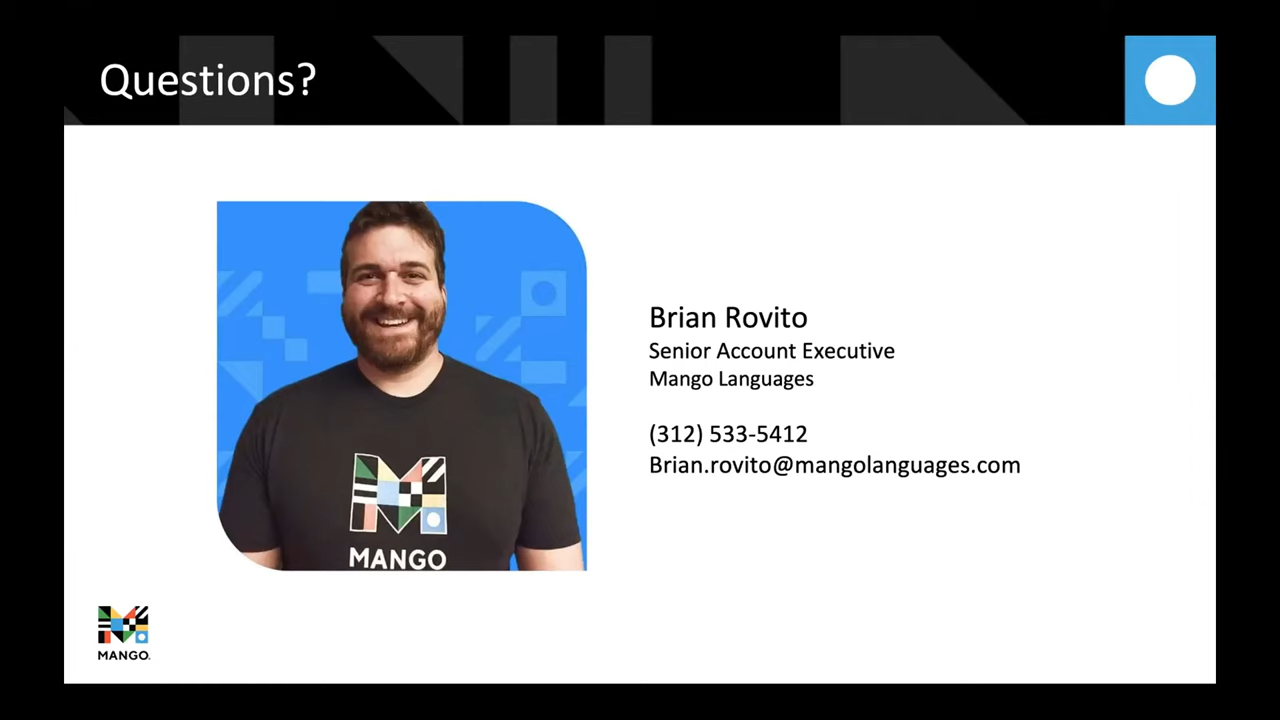 Questions?
Brian Rovito
Senior Account Executive
Mango Languages
(312) 533-5412
Brian.rovito@mangolanguages.com
MANGO
MANGO.